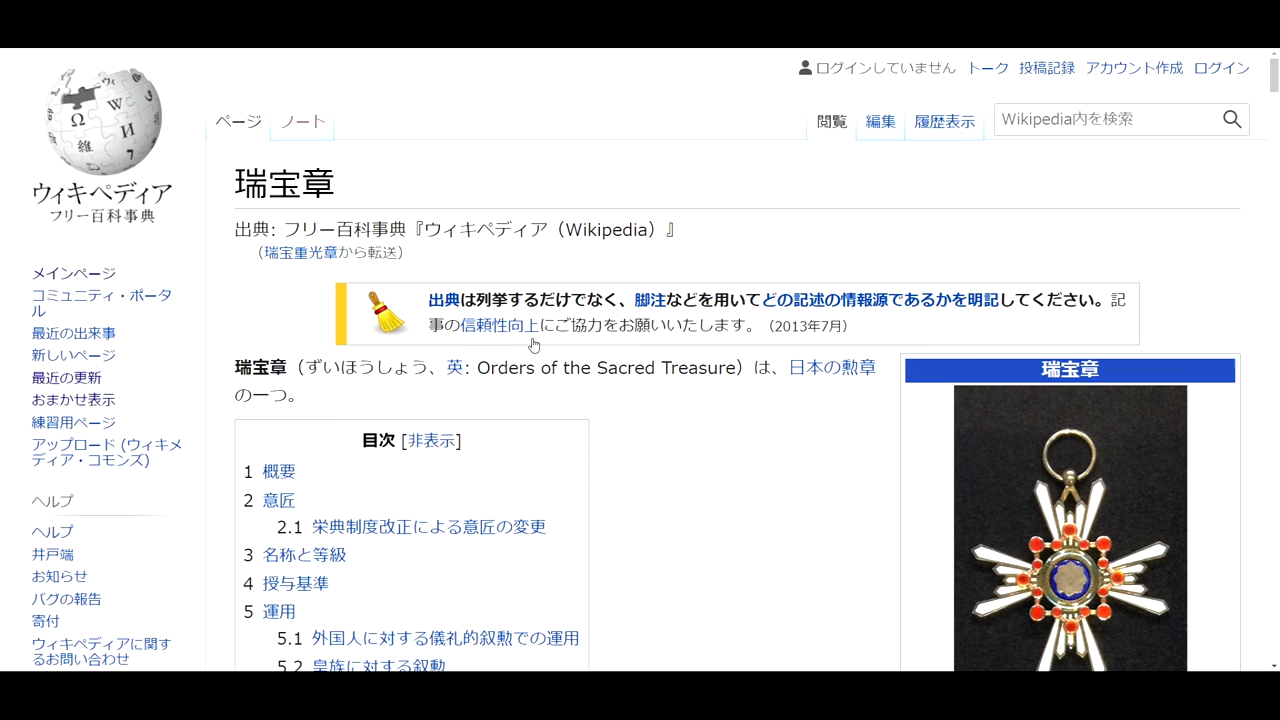 ログインしていません トーク 投稿記録 アカウント作成 ログイン
ページ ノート 閲覧 編集 履歴表示 Wikipedia内を検索
Ω W И 維 7 ウィ
ウィキペディア
フリー百科事典
メインページ
コミュニティ・ポータ
ル
最近の出来事
新しいページ
最近の更新
おまかせ表示
練習用ページ
アップロード (ウィキメ
ディア・コモンズ)
ヘルプ
ヘルプ
井戸端
お知らせ
バグの報告
寄付
ウィキペディアに関す
るお問い合わせ
瑞宝章
出典: フリー百科事典『ウィキペディア（Wikipedia）』
（瑞宝重光章から転送）
出典は列挙するだけでなく、脚注などを用いてどの記述の情報源であるかを明記してください。記
事の信頼性向上にご協力をお願いいたします。（2013年7月）
瑞宝章（ずいほうしょう、英: Orders of the Sacred Treasure）は、日本の勲章
の一つ。
目次 [非表示]
1 概要
2 意匠
2.1 栄典制度改正による意匠の変更
3 名称と等級
4 授与基準
5 運用
5.1 外国人に対する儀礼的叙勲での運用
5.2 皇族に対する叙勲
瑞宝章